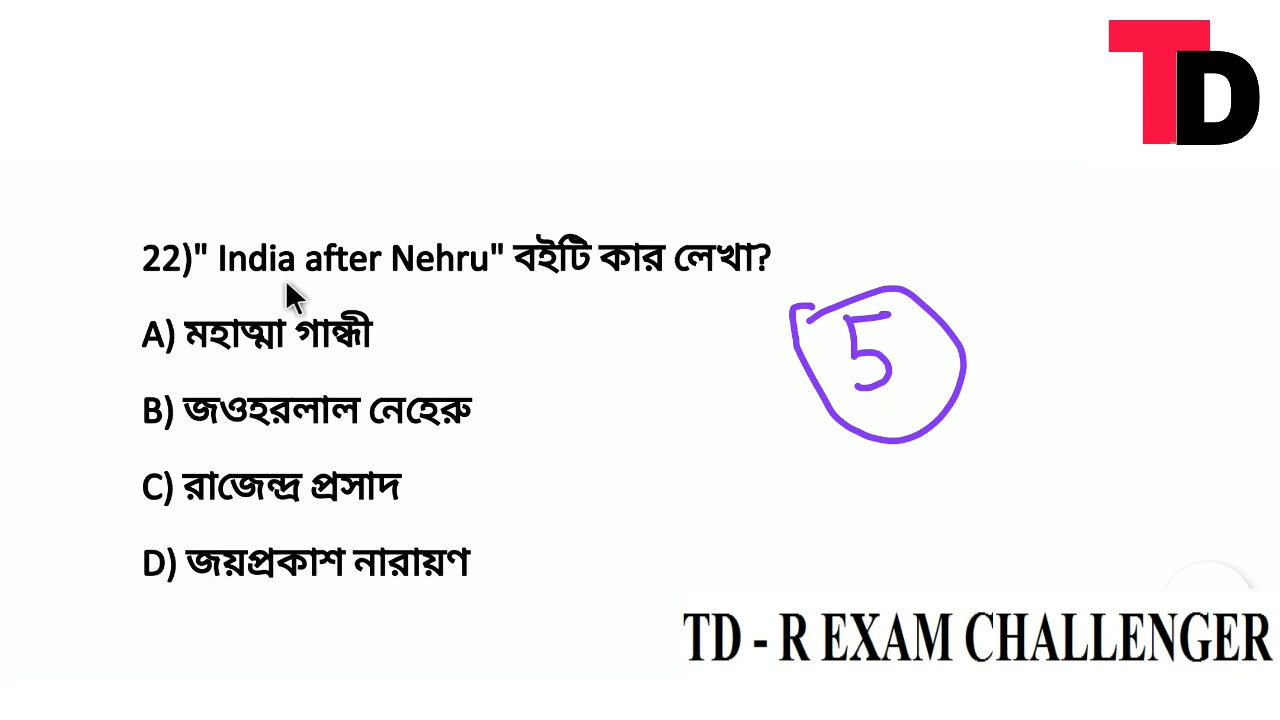 TD
22)" India after Nehru" বইটি কার লেখা?
A) মহাত্মা গান্ধী
5
B) জওহরলাল নেহেরু
C) রাজেন্দ্র প্রসাদ
D) জয়প্রকাশ নারায়ণ
TD - R EXAM CHALLENGER